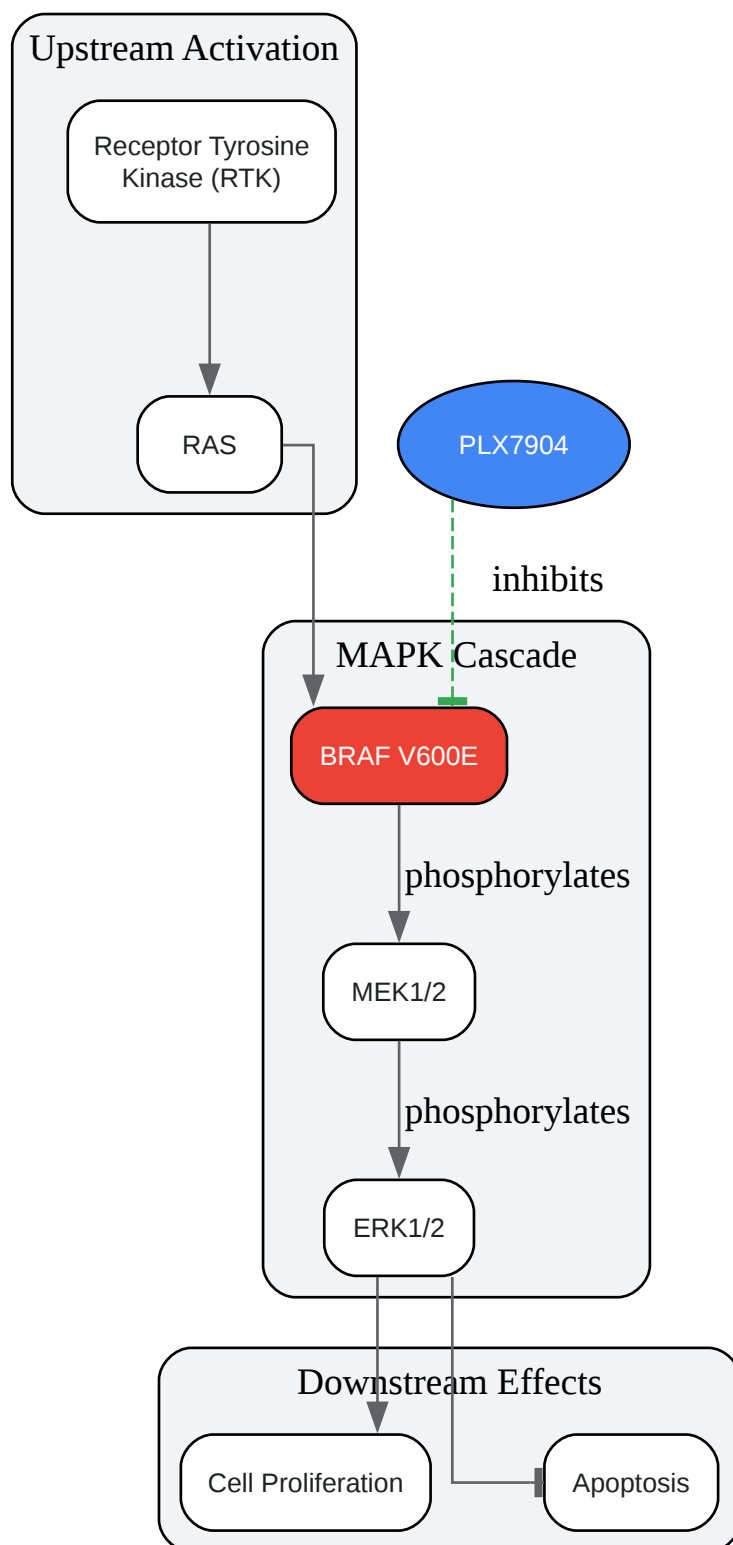 Upstream Activation
Receptor Tyrosine
Kinase (RTK)
RAS
PLX7904
inhibits
MAPK Cascade
BRAF V600E
phosphorylates
MEK1/2
phosphorylates
ERK1/2
Downstream Effects
Cell Proliferation
Apoptosis